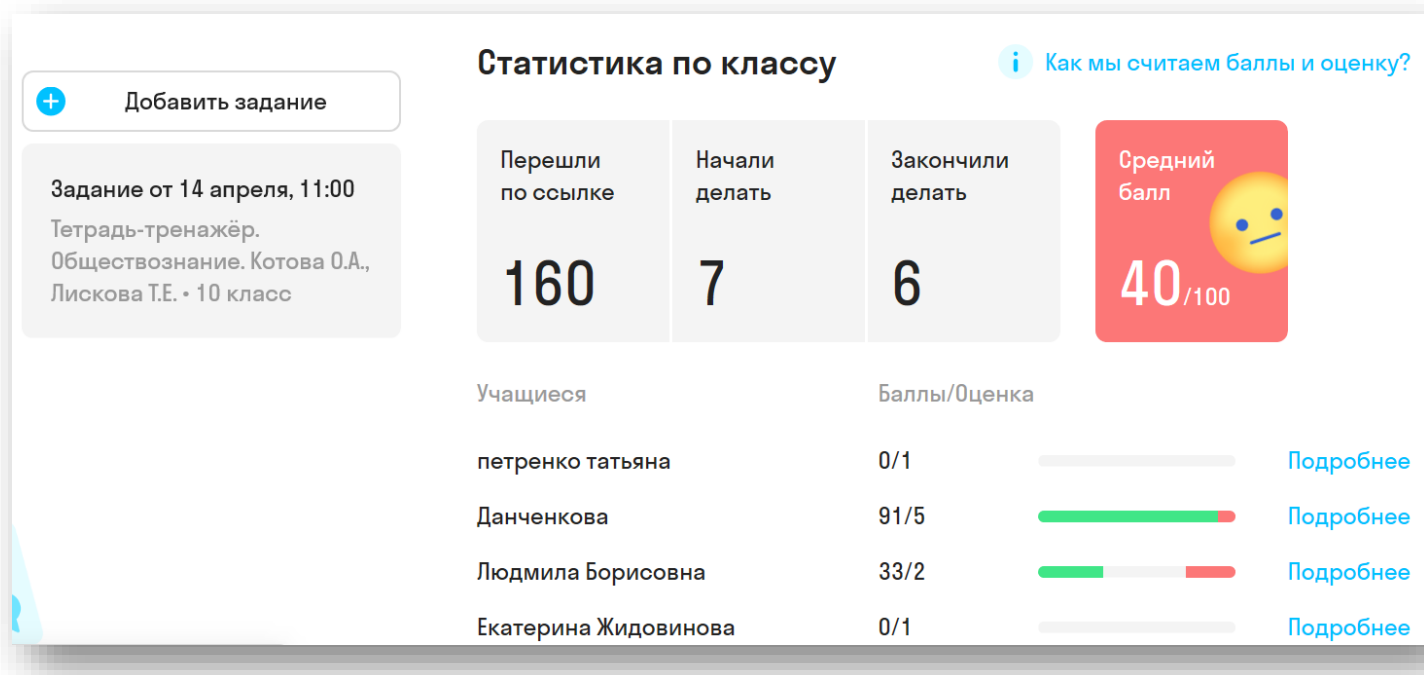 Добавить задание
Задание от 14 апреля, 11:00
Тетрадь-тренажёр.
Обществознание. Котова О.А.,
Лискова Т.Е. • 10 класс
Статистика по классу
i Как мы считаем баллы и оценку?
Перешли
по ссылке
160
Начали
делать
7
Закончили
делать
6
Средний
балл
40/100
Учащиеся Баллы/Оценка
петренко татьяна 0/1 Подробнее
Данченкова 91/5 Подробнее
Людмила Борисовна 33/2 Подробнее
Екатерина Жидовинова 0/1 Подробнее